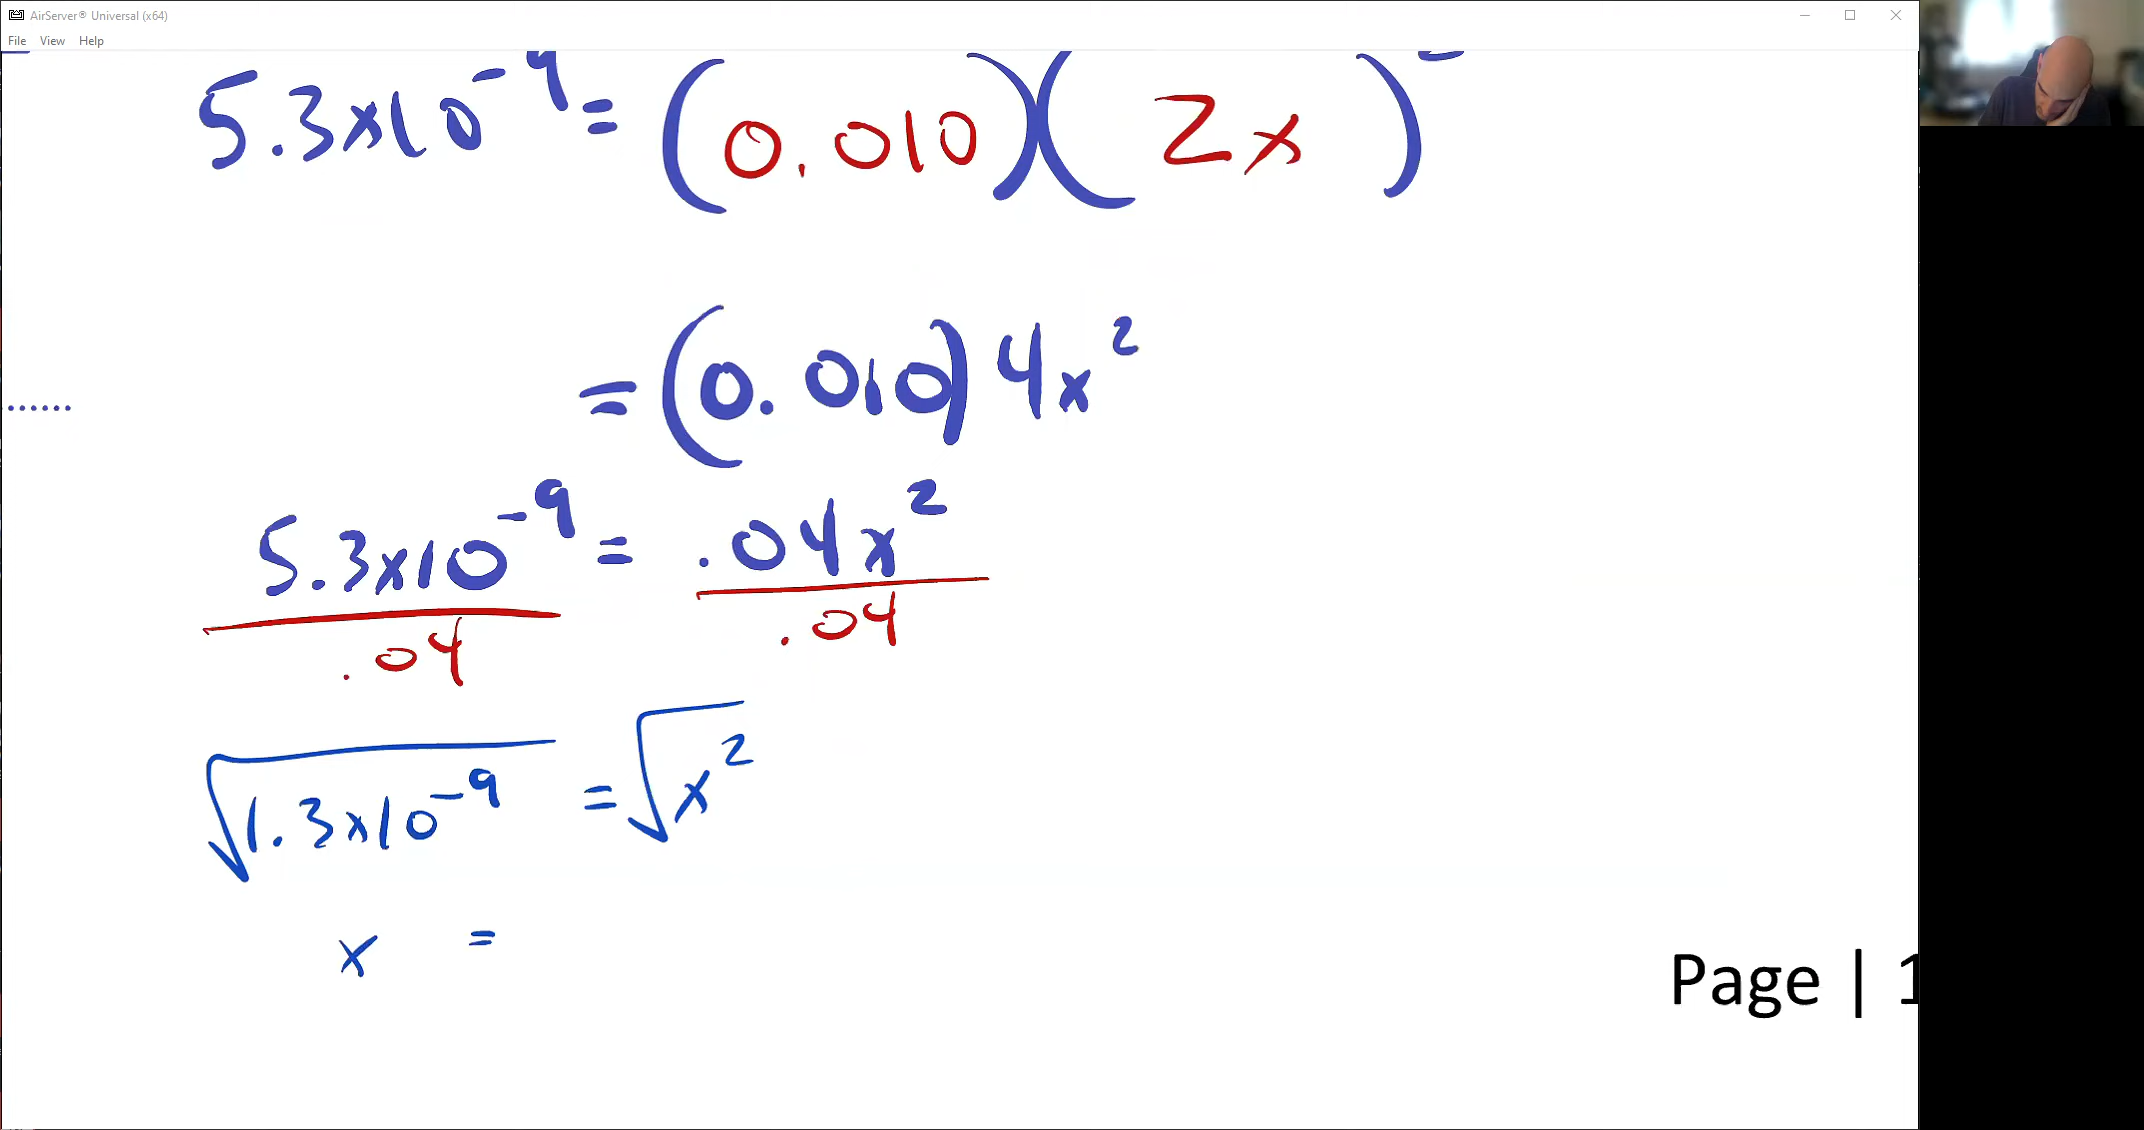 AirServer® Universal (x64)
File View Help
5.3x10⁻⁹ = (0.010)(2x)
= (0.010)4x²
5.3x10⁻⁹ = .04x²
.04 .04
√1.3x10⁻⁹ = √x²
x =
Page | 1